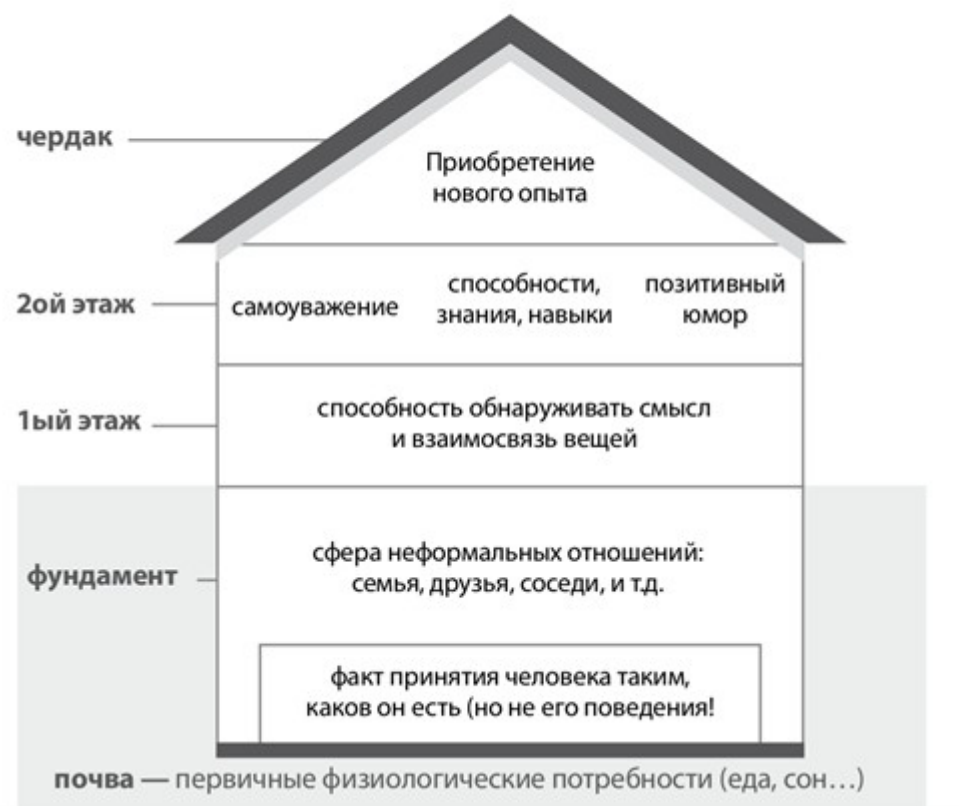 чердак
Приобретение
нового опыта
2ой этаж
самоуважение
способности,
знания, навыки
позитивный
юмор
1ый этаж
способность обнаруживать смысл
и взаимосвязь вещей
фундамент
сфера неформальных отношений:
семья, друзья, соседи, и т.д.
факт принятия человека таким,
каков он есть (но не его поведения!
почва — первичные физиологические потребности (еда, сон…)